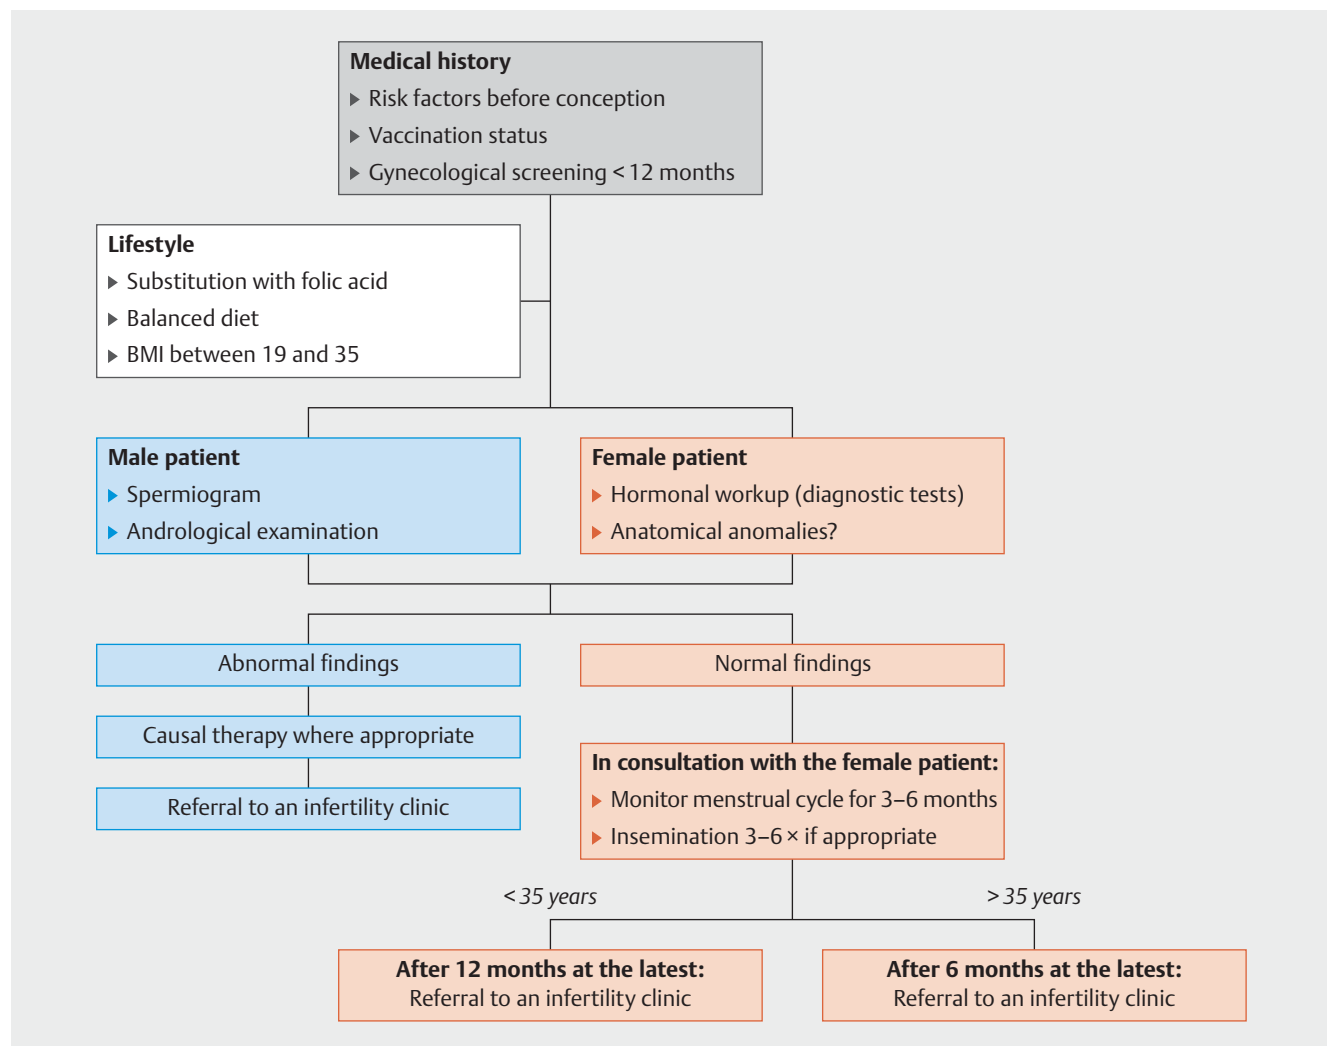 Medical history
▶ Risk factors before conception
▶ Vaccination status
▶ Gynecological screening < 12 months
Lifestyle
▶ Substitution with folic acid
▶ Balanced diet
▶ BMI between 19 and 35
Male patient
▶ Spermiogram
▶ Andrological examination
Female patient
▶ Hormonal workup (diagnostic tests)
▶ Anatomical anomalies?
Abnormal findings
Causal therapy where appropriate
Referral to an infertility clinic
Normal findings
In consultation with the female patient:
▶ Monitor menstrual cycle for 3–6 months
▶ Insemination 3–6 × if appropriate
< 35 years
> 35 years
After 12 months at the latest:
Referral to an infertility clinic
After 6 months at the latest:
Referral to an infertility clinic